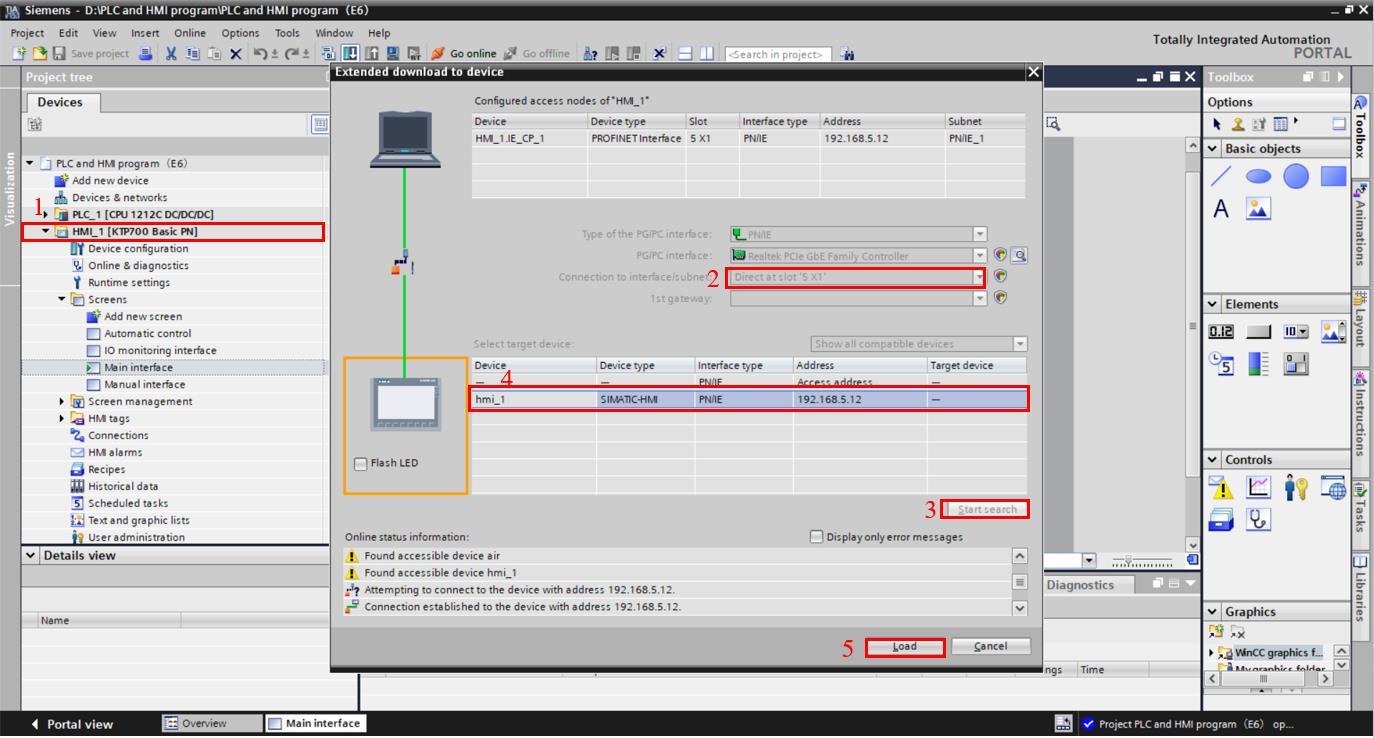 Siemens - D:\PLC and HMI program\PLC and HMI program（E6）
Project Edit View Insert Online Options Tools Window Help
Save project Go online Go offline <Search in project>
Totally Integrated Automation
PORTAL
Project tree
Devices
Visualization
PLC and HMI program（E6）
Add new device
Devices & networks
1
PLC_1 [CPU 1212C DC/DC/DC]
HMI_1 [KTP700 Basic PN]
Device configuration
Online & diagnostics
Runtime settings
Screens
Add new screen
Automatic control
IO monitoring interface
Main interface
Manual interface
Screen management
HMI tags
Connections
HMI alarms
Recipes
Historical data
Scheduled tasks
Text and graphic lists
User administration
Details view
Name
Extended download to device
Configured access nodes of "HMI_1"
Device Device type Slot Interface type Address Subnet
HMI_1.IE_CP_1 PROFINET Interface 5 X1 PN/IE 192.168.5.12 PN/IE_1
Type of the PG/PC interface: PN/IE
PG/PC interface: Realtek PCIe GbE Family Controller
Connection to interface/subnet: 2 Direct at slot '5 X1'
1st gateway:
Select target device: Show all compatible devices
Device Device type Interface type Address Target device
— — PN/IE Access address —
4
hmi_1 SIMATIC-HMI PN/IE 192.168.5.12 —
Flash LED
3 Start search
Online status information: Display only error messages
Found accessible device air
Found accessible device hmi_1
Attempting to connect to the device with address 192.168.5.12.
Connection established to the device with address 192.168.5.12.
5 Load Cancel
Diagnostics
ngs Time
Toolbox
Options
Basic objects
A
Elements
0.12 10
5
Controls
Graphics
WinCC graphics f...
My graphics folder
Toolbox
Animations
Layout
Instructions
Tasks
Libraries
Portal view Overview Main interface Project PLC and HMI program（E6） op...